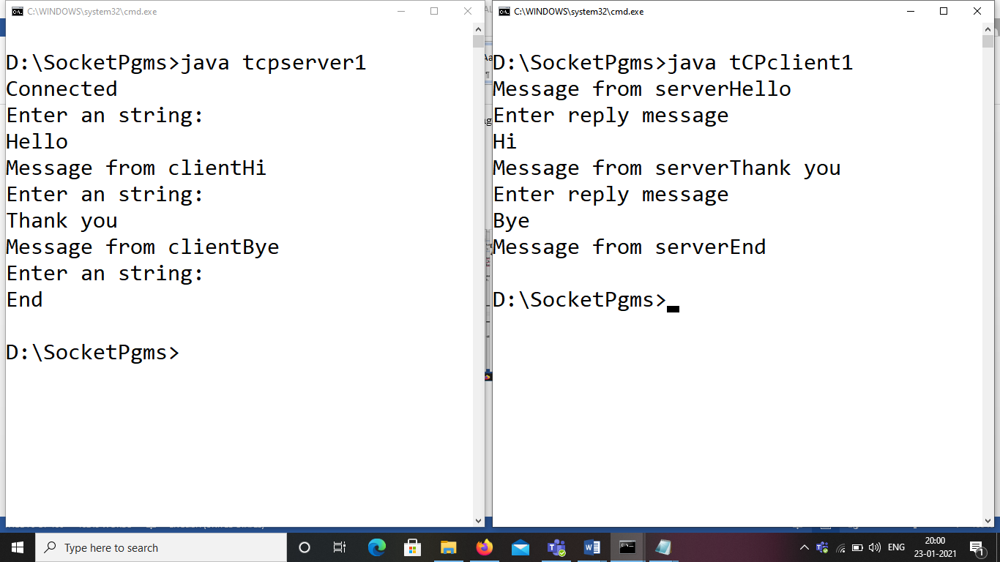 C:\WINDOWS\system32\cmd.exe
D:\SocketPgms>java tcpserver1
Connected
Enter an string:
Hello
Message from clientHi
Enter an string:
Thank you
Message from clientBye
Enter an string:
End
D:\SocketPgms>
C:\WINDOWS\system32\cmd.exe
D:\SocketPgms>java tCPclient1
Message from serverHello
Enter reply message
Hi
Message from serverThank you
Enter reply message
Bye
Message from serverEnd
D:\SocketPgms>
Type here to search
ENG
20:00
23-01-2021
1